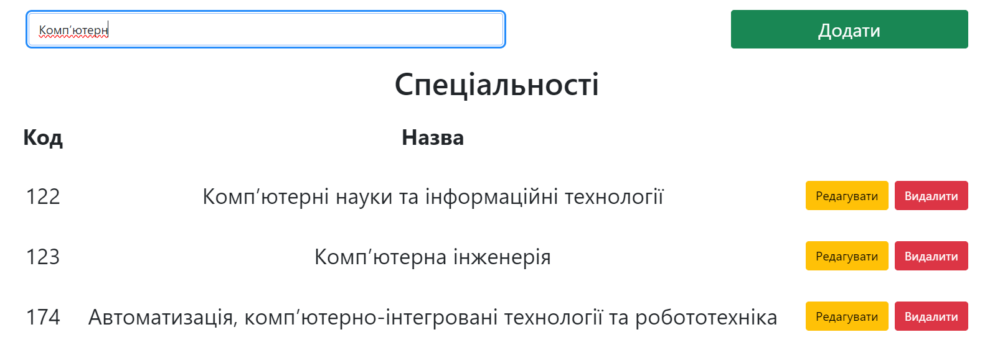 Комп’ютерн
Додати
Спеціальності
Код Назва
122 Комп’ютерні науки та інформаційні технології Редагувати Видалити
123 Комп’ютерна інженерія Редагувати Видалити
174 Автоматизація, комп’ютерно-інтегровані технології та робототехніка Редагувати Видалити